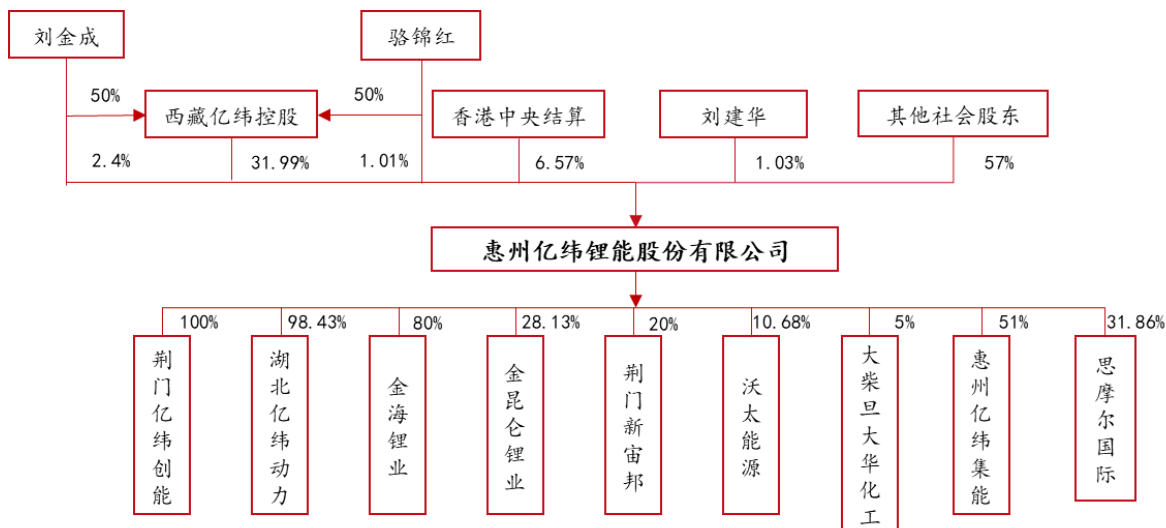 刘金成
骆锦红
50%
西藏亿纬控股
50%
香港中央结算
刘建华
其他社会股东
2.4%
31.99%
1.01%
6.57%
1.03%
57%
惠州亿纬锂能股份有限公司
100%
98.43%
80%
28.13%
20%
10.68%
5%
51%
31.86%
荆门亿纬创能
湖北亿纬动力
金海锂业
金昆仑锂业
荆门新宙邦
沃太能源
大柴旦大华化工
惠州亿纬集能
思摩尔国际